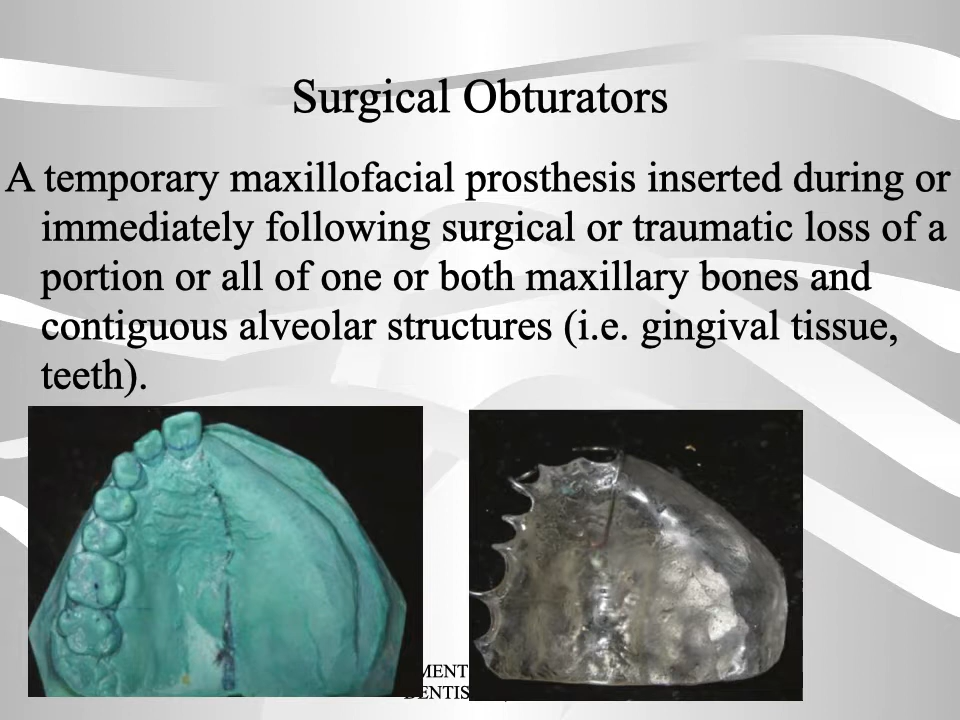 Surgical Obturators
A temporary maxillofacial prosthesis inserted during or
immediately following surgical or traumatic loss of a
portion or all of one or both maxillary bones and
contiguous alveolar structures (i.e. gingival tissue,
teeth).